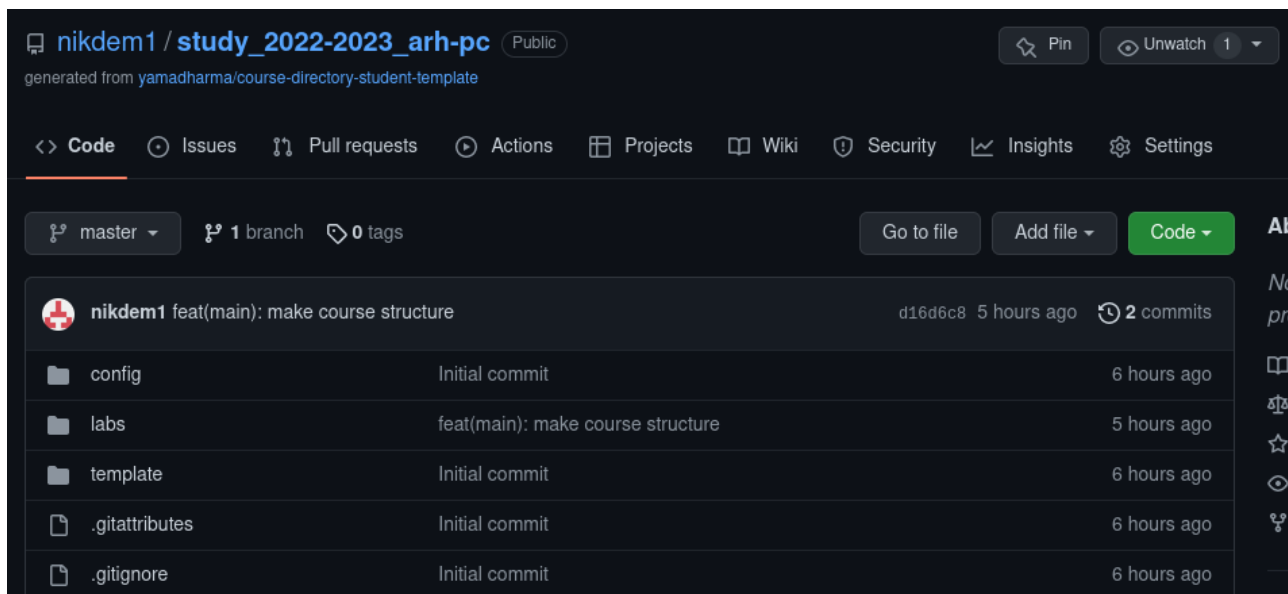 nikdem1 / study_2022-2023_arh-pc Public Pin Unwatch 1
generated from yamadharma/course-directory-student-template
Code Issues Pull requests Actions Projects Wiki Security Insights Settings
master 1 branch 0 tags Go to file Add file Code
nikdem1 feat(main): make course structure d16d6c8 5 hours ago 2 commits
config Initial commit 6 hours ago
labs feat(main): make course structure 5 hours ago
template Initial commit 6 hours ago
.gitattributes Initial commit 6 hours ago
.gitignore Initial commit 6 hours ago